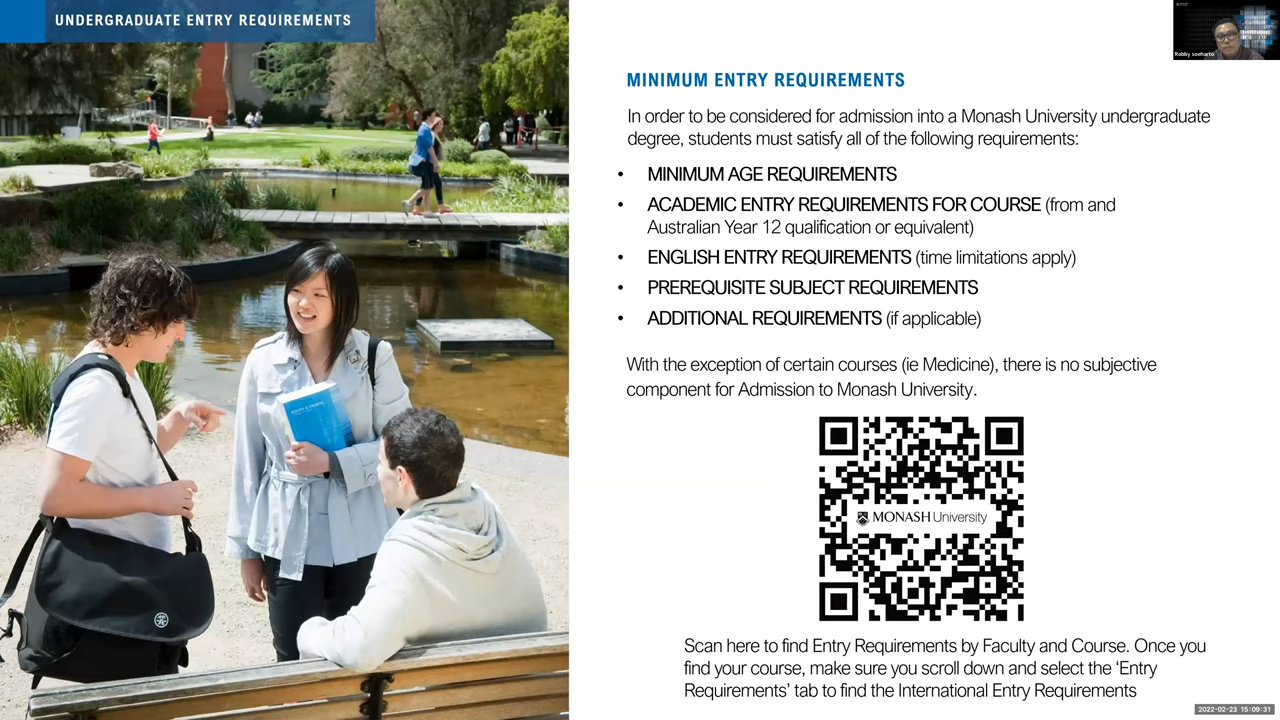 UNDERGRADUATE ENTRY REQUIREMENTS
Robby soeharto
MINIMUM ENTRY REQUIREMENTS
In order to be considered for admission into a Monash University undergraduate
degree, students must satisfy all of the following requirements:
• MINIMUM AGE REQUIREMENTS
• ACADEMIC ENTRY REQUIREMENTS FOR COURSE (from and
Australian Year 12 qualification or equivalent)
• ENGLISH ENTRY REQUIREMENTS (time limitations apply)
• PREREQUISITE SUBJECT REQUIREMENTS
• ADDITIONAL REQUIREMENTS (if applicable)
With the exception of certain courses (ie Medicine), there is no subjective
component for Admission to Monash University.
MONASH University
Scan here to find Entry Requirements by Faculty and Course. Once you
find your course, make sure you scroll down and select the ‘Entry
Requirements’ tab to find the International Entry Requirements
2022-02-23 15:09:31